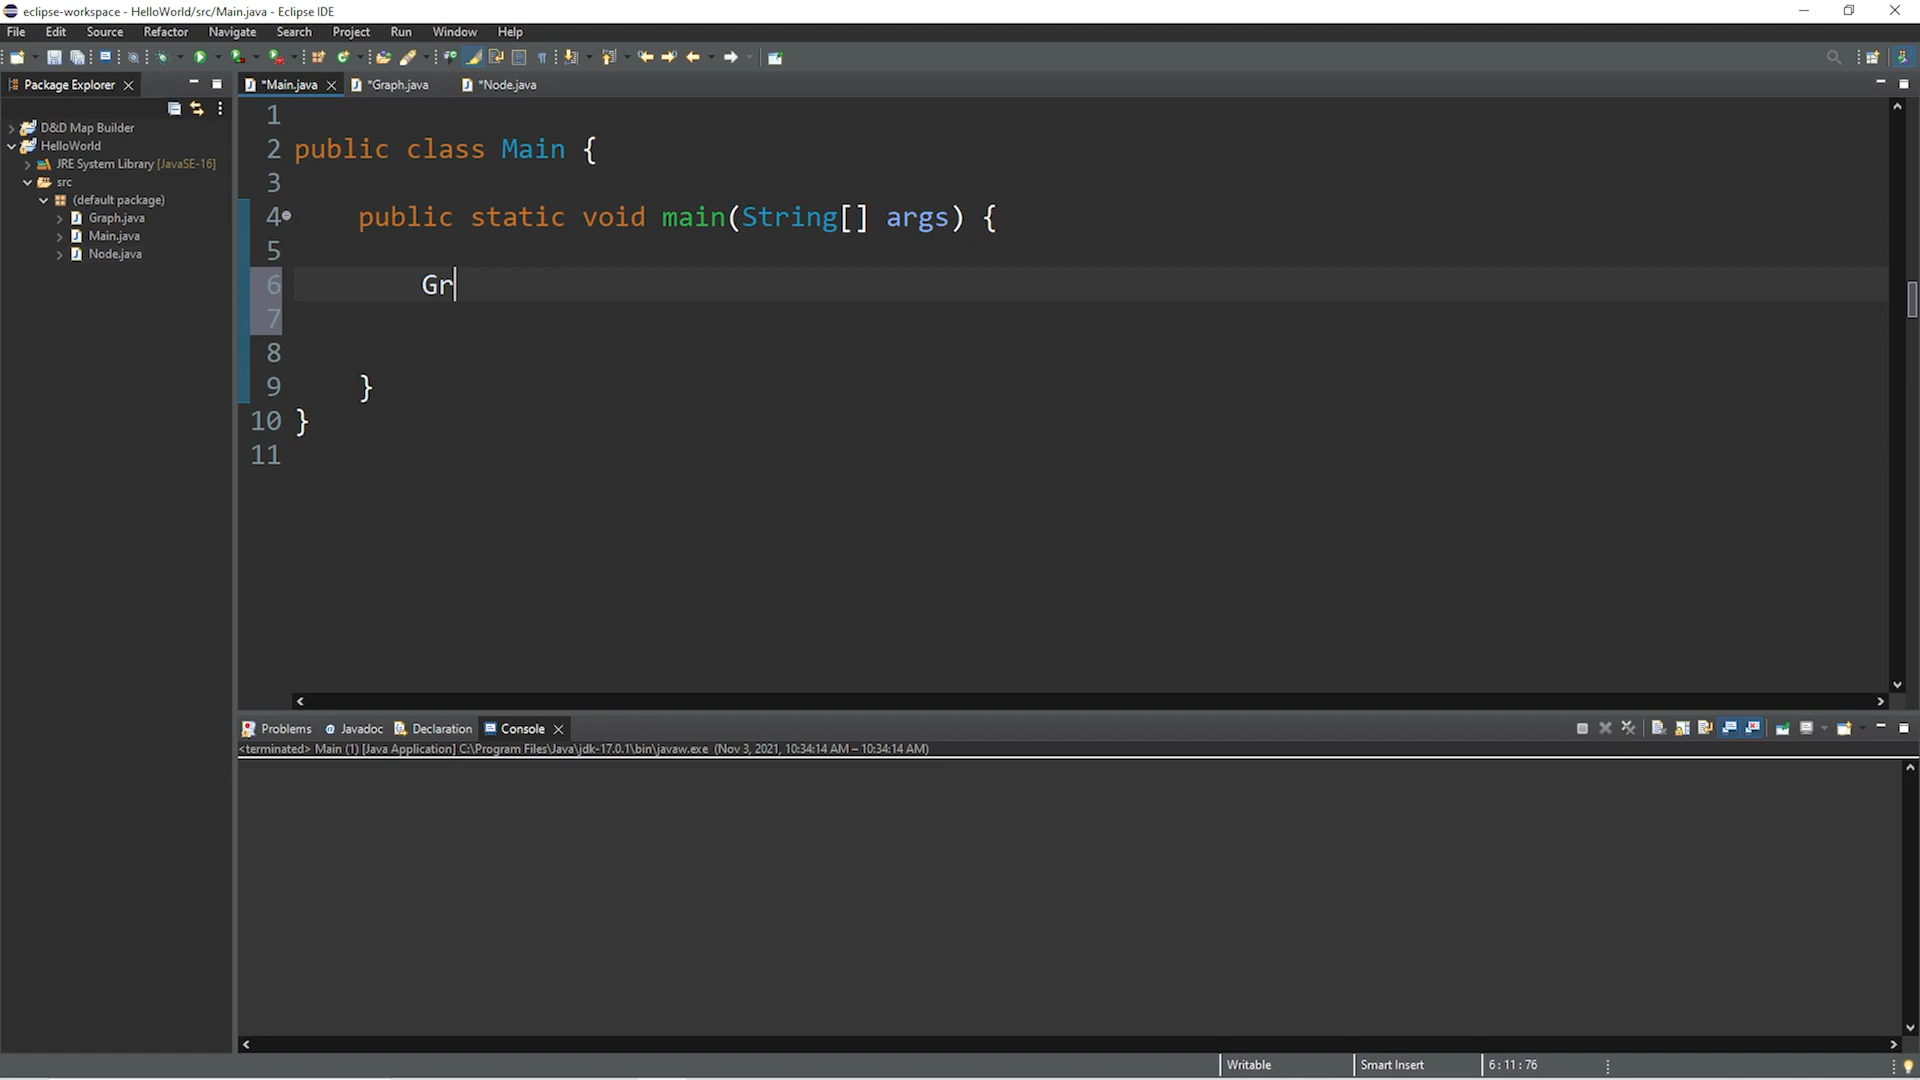 eclipse-workspace - HelloWorld/src/Main.java - Eclipse IDE
File Edit Source Refactor Navigate Search Project Run Window Help
Package Explorer
*Main.java *Graph.java *Node.java
D&D Map Builder
HelloWorld
JRE System Library [JavaSE-16]
src
(default package)
Graph.java
Main.java
Node.java
1
2 public class Main {
3
4 public static void main(String[] args) {
5
6 Gr
7
8
9 }
10 }
11
Problems @ Javadoc Declaration Console
<terminated> Main (1) [Java Application] C:\Program Files\Java\jdk-17.0.1\bin\javaw.exe (Nov 3, 2021, 10:34:14 AM – 10:34:14 AM)
Writable Smart Insert 6 : 11 : 76